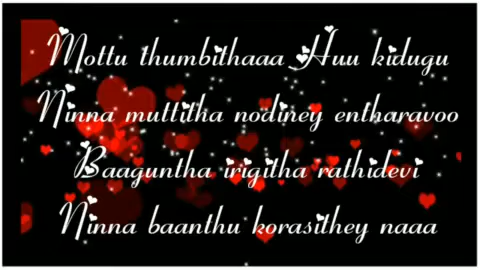 Mottu thumbithaaa Huu kidugu
Ninna muttitha nodiney entharavoo
Baaguntha irigitha rathidevi
Ninna baanthu korasithey naaa